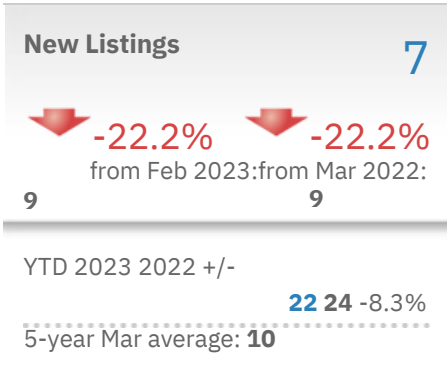 New Listings 7
-22.2% -22.2%
from Feb 2023:from Mar 2022:
9 9
YTD 2023 2022 +/-
22 24 -8.3%
5-year Mar average: 10